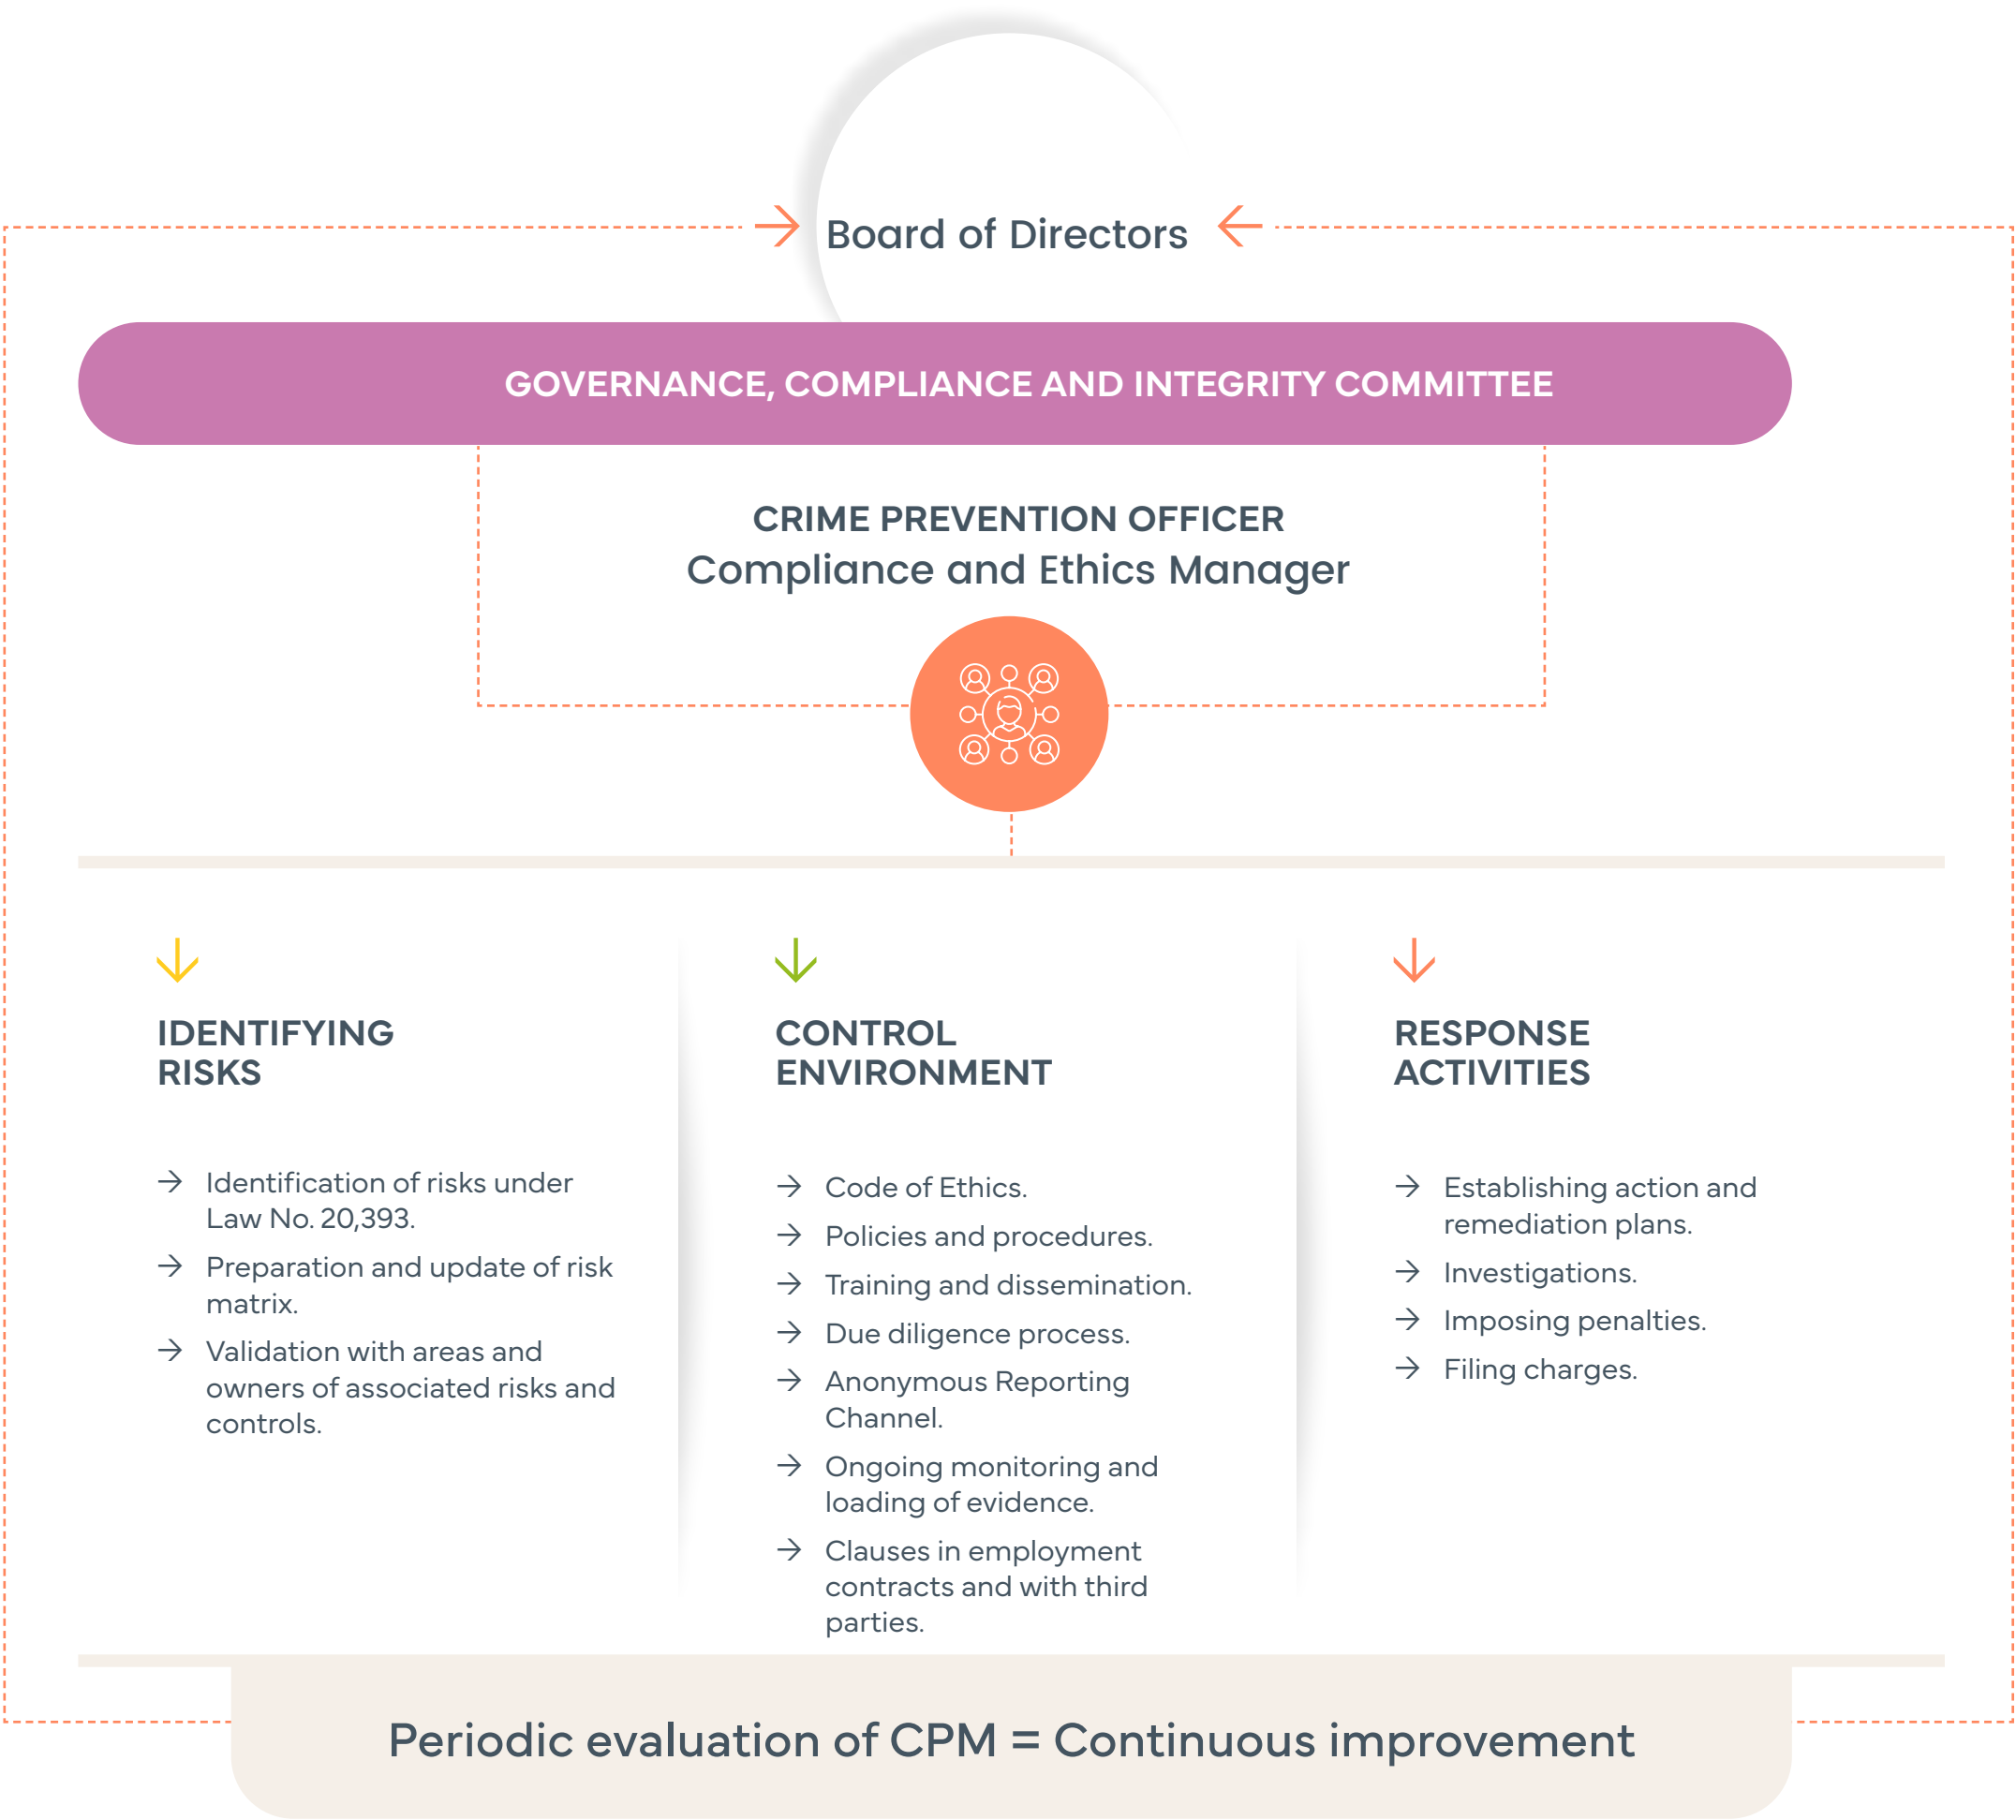 Board of Directors
GOVERNANCE, COMPLIANCE AND INTEGRITY COMMITTEE
CRIME PREVENTION OFFICER
Compliance and Ethics Manager
IDENTIFYING
RISKS
→ Identification of risks under
Law No. 20,393.
→ Preparation and update of risk
matrix.
→ Validation with areas and
owners of associated risks and
controls.
CONTROL
ENVIRONMENT
→ Code of Ethics.
→ Policies and procedures.
→ Training and dissemination.
→ Due diligence process.
→ Anonymous Reporting
Channel.
→ Ongoing monitoring and
loading of evidence.
→ Clauses in employment
contracts and with third
parties.
RESPONSE
ACTIVITIES
→ Establishing action and
remediation plans.
→ Investigations.
→ Imposing penalties.
→ Filing charges.
Periodic evaluation of CPM = Continuous improvement